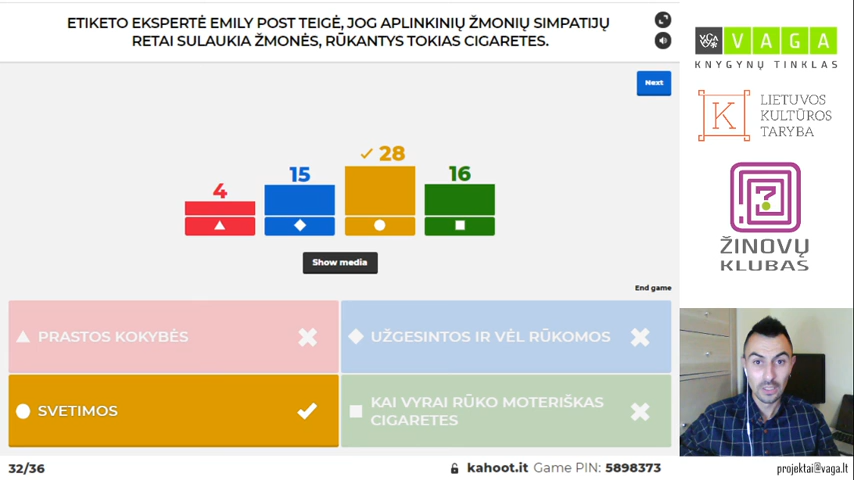 ETIKETO EKSPERTĖ EMILY POST TEIGĖ, JOG APLINKINIŲ ŽMONIŲ SIMPATIJŲ
RETAI SULAUKIA ŽMONĖS, RŪKANTYS TOKIAS CIGARETES.
Next
4
15
28
16
Show media
End game
PRASTOS KOKYBĖS
UŽGESINTOS IR VĖL RŪKOMOS
SVETIMOS
KAI VYRAI RŪKO MOTERIŠKAS
CIGARETES
32/36
kahoot.it Game PIN: 5898373
VAGA
KNYGYNŲ TINKLAS
K
LIETUVOS
KULTŪROS
TARYBA
?
ŽINOVŲ
KLUBAS
projektai@vaga.lt